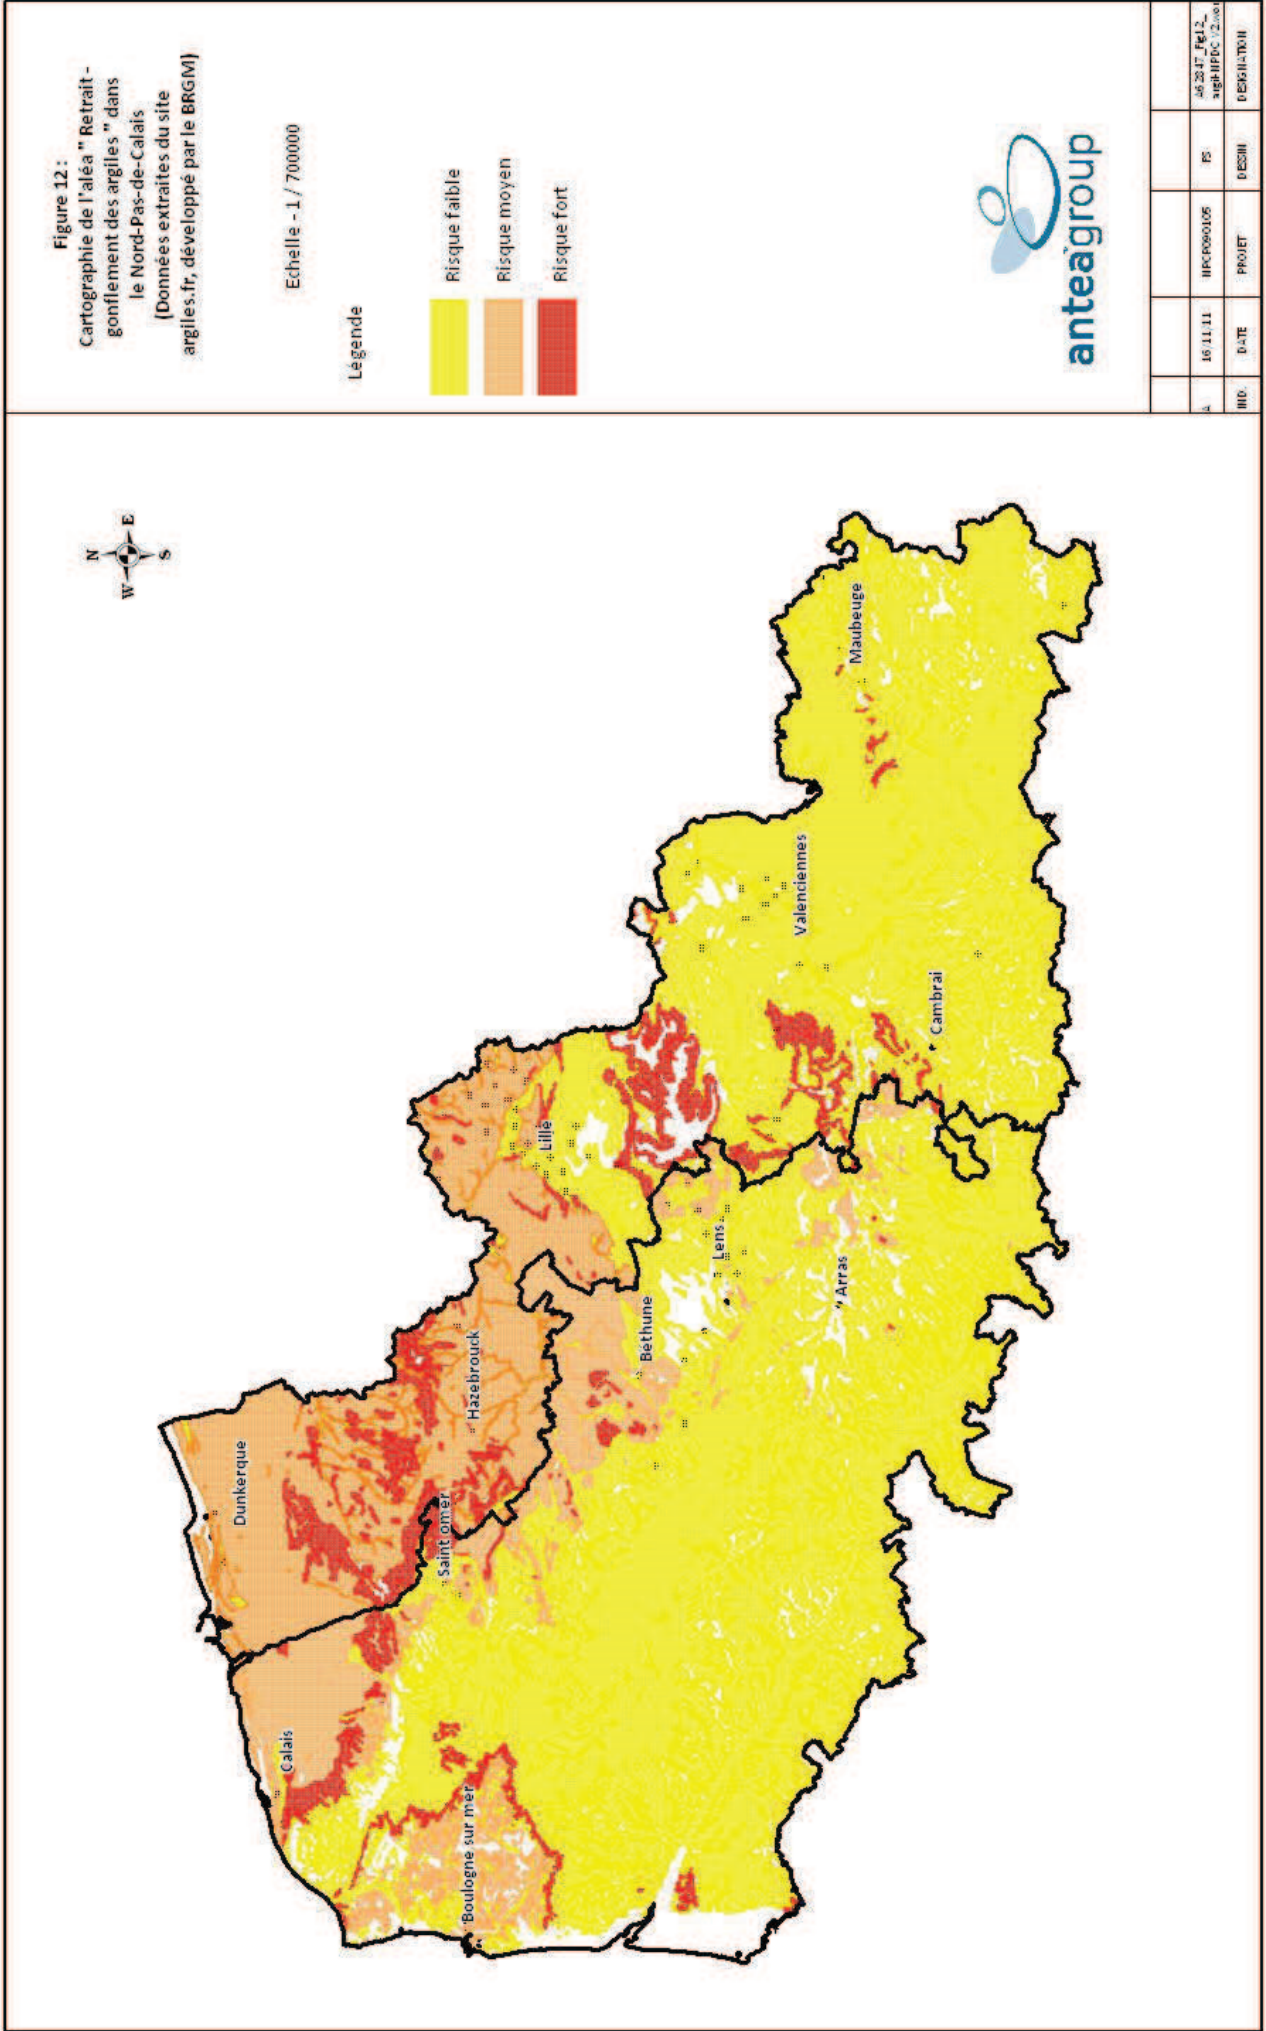 Figure 12 :
Cartographie de l'aléa " Retrait -
gonflement des argiles " dans
le Nord-Pas-de-Calais
(Données extraites du site
argiles.fr, développé par le BRGM)
Echelle - 1 / 700000
Légende
Risque faible
Risque moyen
Risque fort
N
W
E
S
Dunkerque
Calais
Hazebrouck
Saint omer
Boulogne sur mer
Lille
Béthune
Lens
Arras
Valenciennes
Cambrai
Maubeuge
anteagroup
A 16/11/11 NPCP090105 FS
IND. DATE PROJET DESSIN DESIGNATION